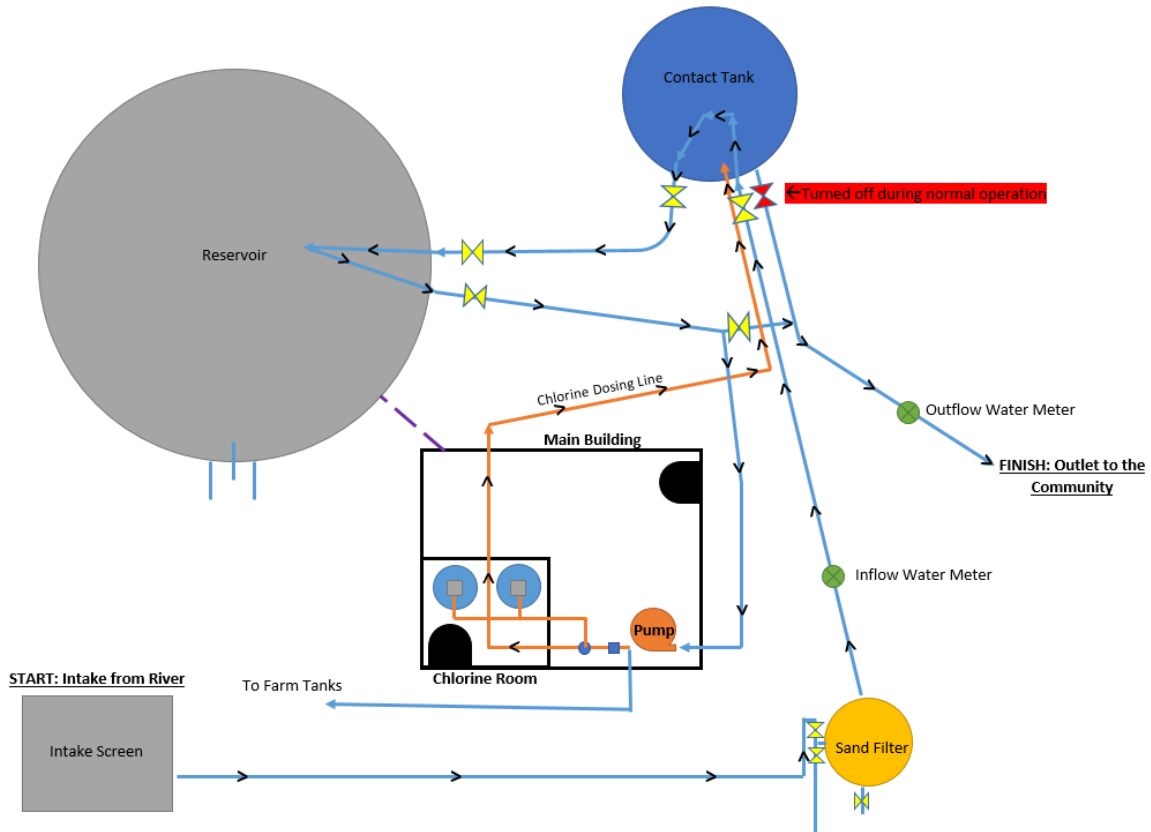 Contact Tank
←Turned off during normal operation
Reservoir
Chlorine Dosing Line
Outflow Water Meter
Main Building
FINISH: Outlet to the
Community
Inflow Water Meter
Pump
Chlorine Room
START: Intake from River
To Farm Tanks
Intake Screen
Sand Filter